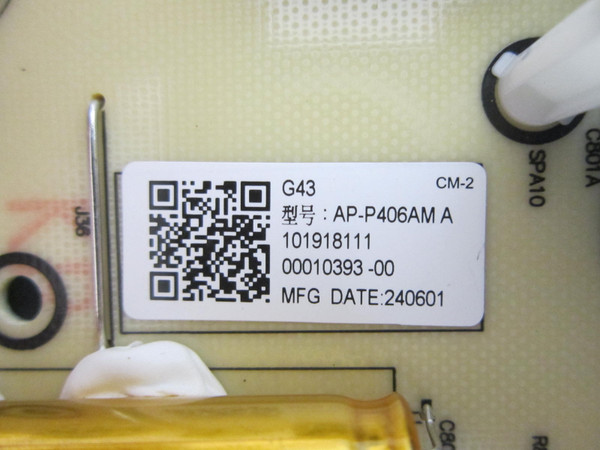 G43
CM-2
型号：AP-P406AM A
101918111
00010393 -00
MFG DATE:240601
J36
SPA10
C801A